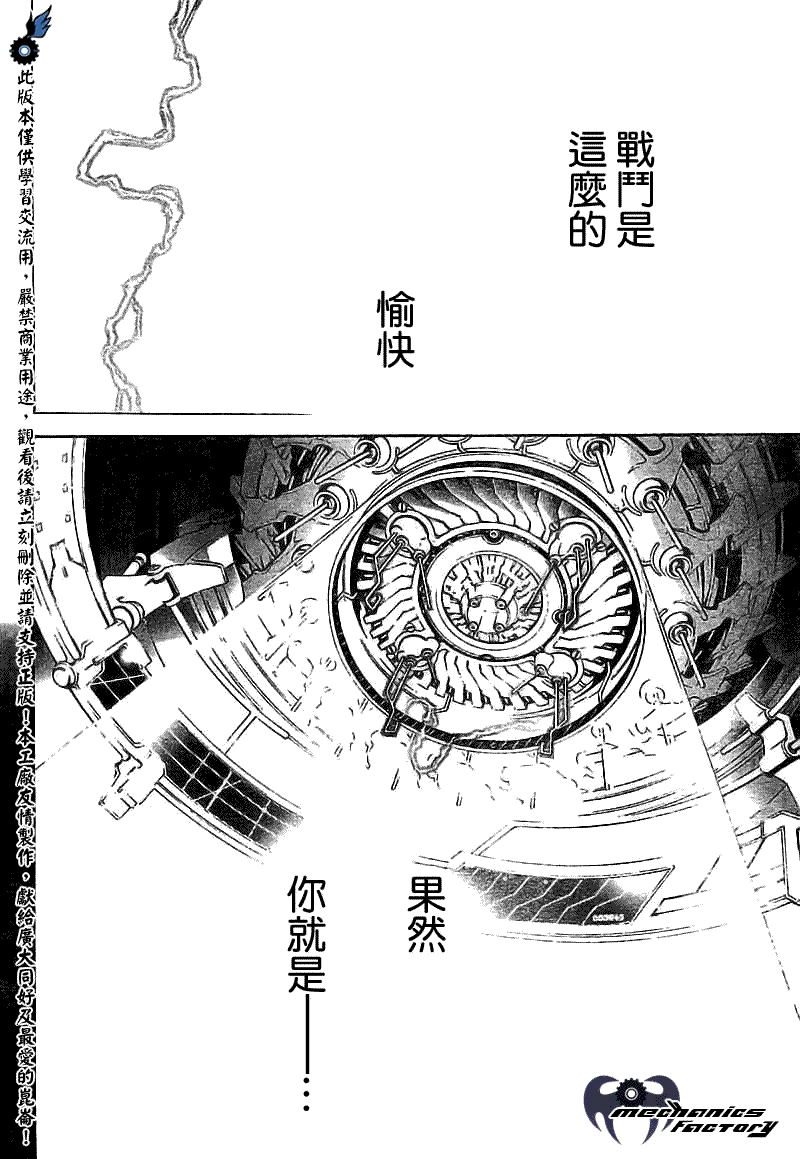 戰鬥是
這麼的
愉快
果然
你就是——…
此版本僅供學習交流用，嚴禁商業用途，觀看後請立刻刪除並請支持正版！本工廠友情製作，獻給廣大同好及最愛的崑崙！
mechanics
Factory